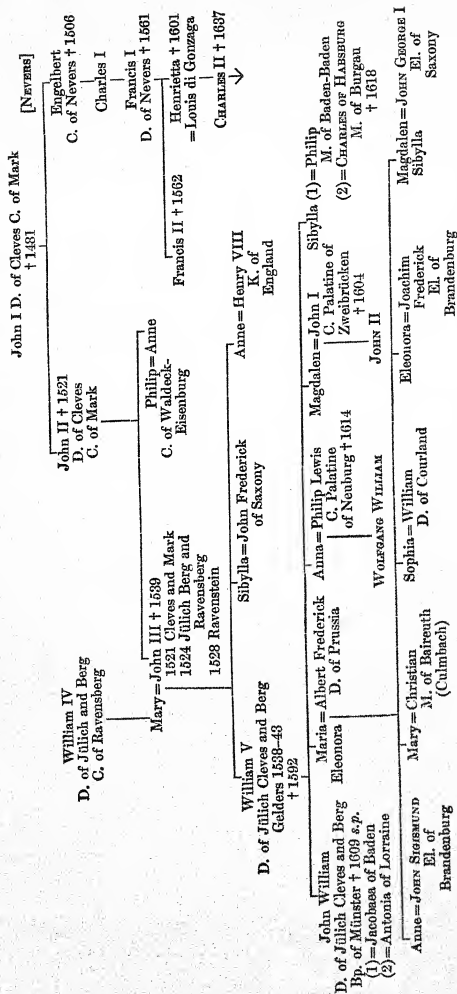 John I D. of Cleves C. of Mark
† 1481
[NEVERS]
William IV
D. of Jülich and Berg
C. of Ravensberg
John II † 1521
D. of Cleves
C. of Mark
Engelbert
C. of Nevers † 1506
Charles I
Francis I
D. of Nevers † 1561
Mary=John III † 1539
1521 Cleves and Mark
1524 Jülich Berg and
Ravensberg
1528 Ravenstein
Philip=Anne
C. of Waldeck-
Eisenburg
Francis II † 1562
Henrietta † 1601
=Louis di Gonzaga
CHARLES II † 1637
William V
D. of Jülich Cleves and Berg
Gelders 1538–43
† 1592
Sibylla=John Frederick
of Saxony
Anne=Henry VIII
K. of
England
John William
D. of Jülich Cleves and Berg
Bp. of Münster † 1609 s.p.
(1)=Jacobaea of Baden
(2)=Antonia of Lorraine
Maria=Albert Frederick
D. of Prussia
Eleonora
Anna=Philip Lewis
C. Palatine
of Neuburg † 1614
WOLFGANG WILLIAM
Magdalen=John I
C. Palatine of
Zweibrücken
† 1604
JOHN II
Sibylla (1)=Philip
M. of Baden-Baden
(2)=CHARLES OF HABSBURG
M. of Burgau
† 1618
Anne=JOHN SIGISMUND
El. of
Brandenburg
Mary=Christian
M. of Baireuth
(Culmbach)
Sophia=William
D. of Courland
Eleonora=Joachim
Frederick
El. of
Brandenburg
Magdalen=JOHN GEORGE I
Sibylla
El. of
Saxony